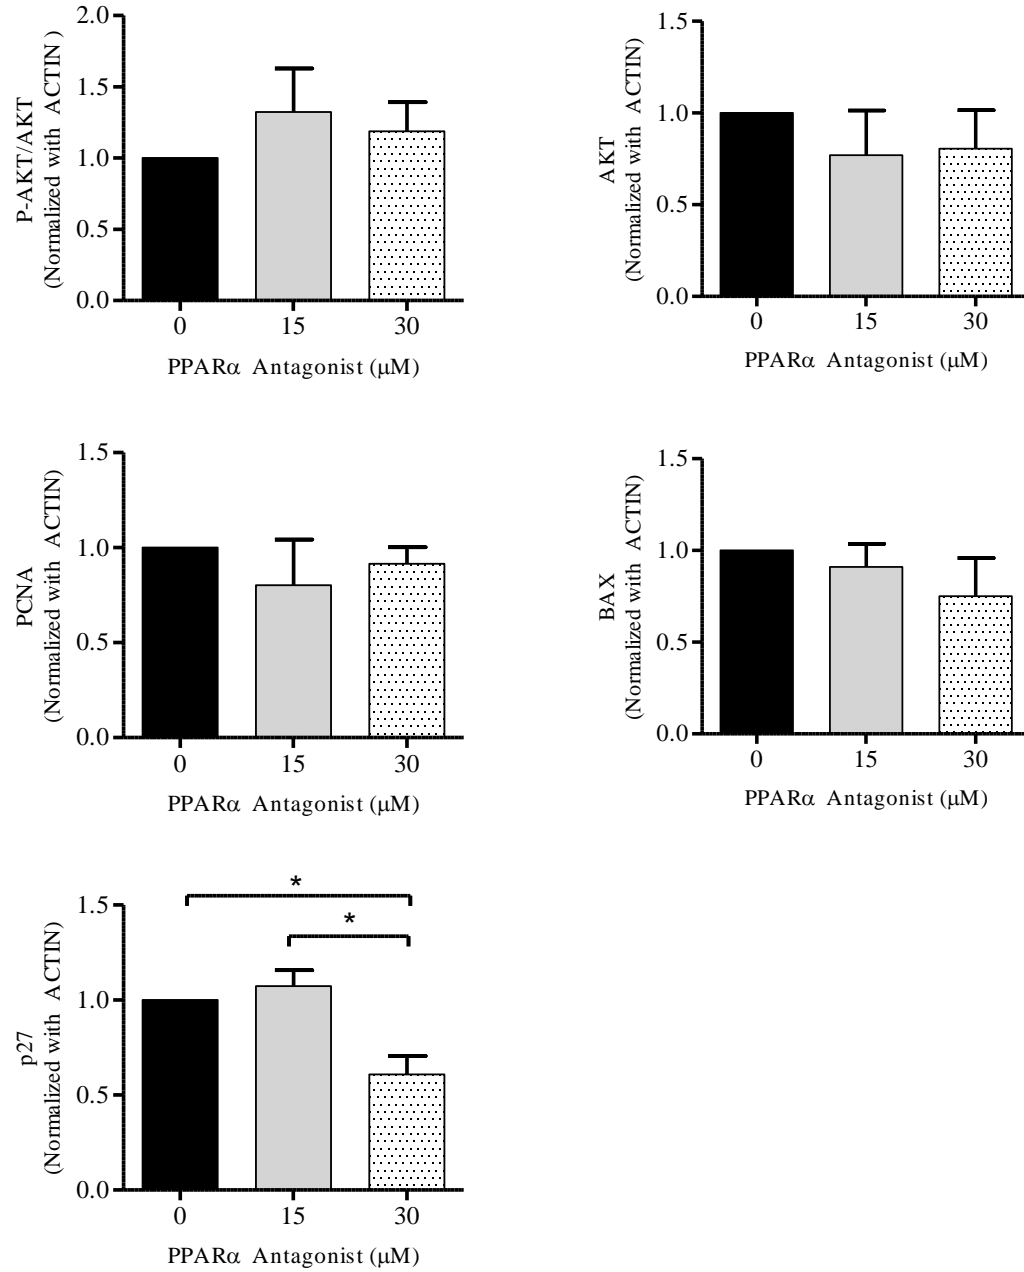 P-AKT/AKT
(Normalized with ACTIN )
2.0
1.5
1.0
0.5
0.0
0 15 30
PPARα Antagonist (μM)
AKT
(Normalized with ACTIN)
1.5
1.0
0.5
0.0
0 15 30
PPARα Antagonist (μM)
PCNA
(Normalized with ACTIN)
1.5
1.0
0.5
0.0
0 15 30
PPARα Antagonist (μM)
BAX
(Normalized with ACTIN)
1.5
1.0
0.5
0.0
0 15 30
PPARα Antagonist (μM)
p27
(Normalized with ACTIN)
*
*
1.5
1.0
0.5
0.0
0 15 30
PPARα Antagonist (μM)